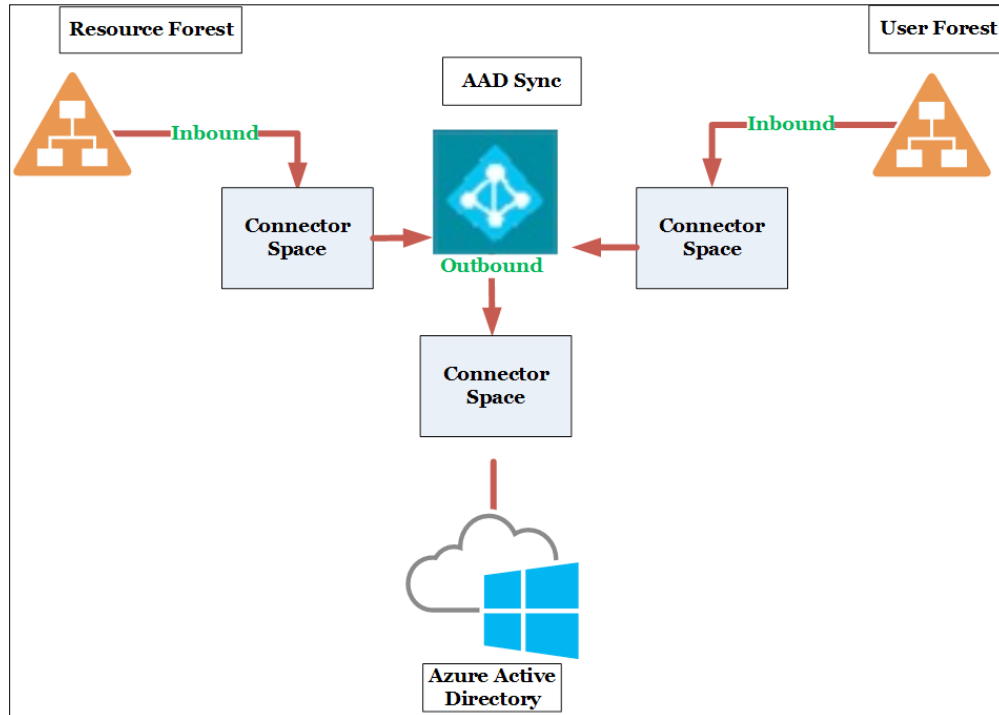 Resource Forest
User Forest
AAD Sync
Inbound
Inbound
Connector
Space
Connector
Space
Outbound
Connector
Space
Azure Active
Directory